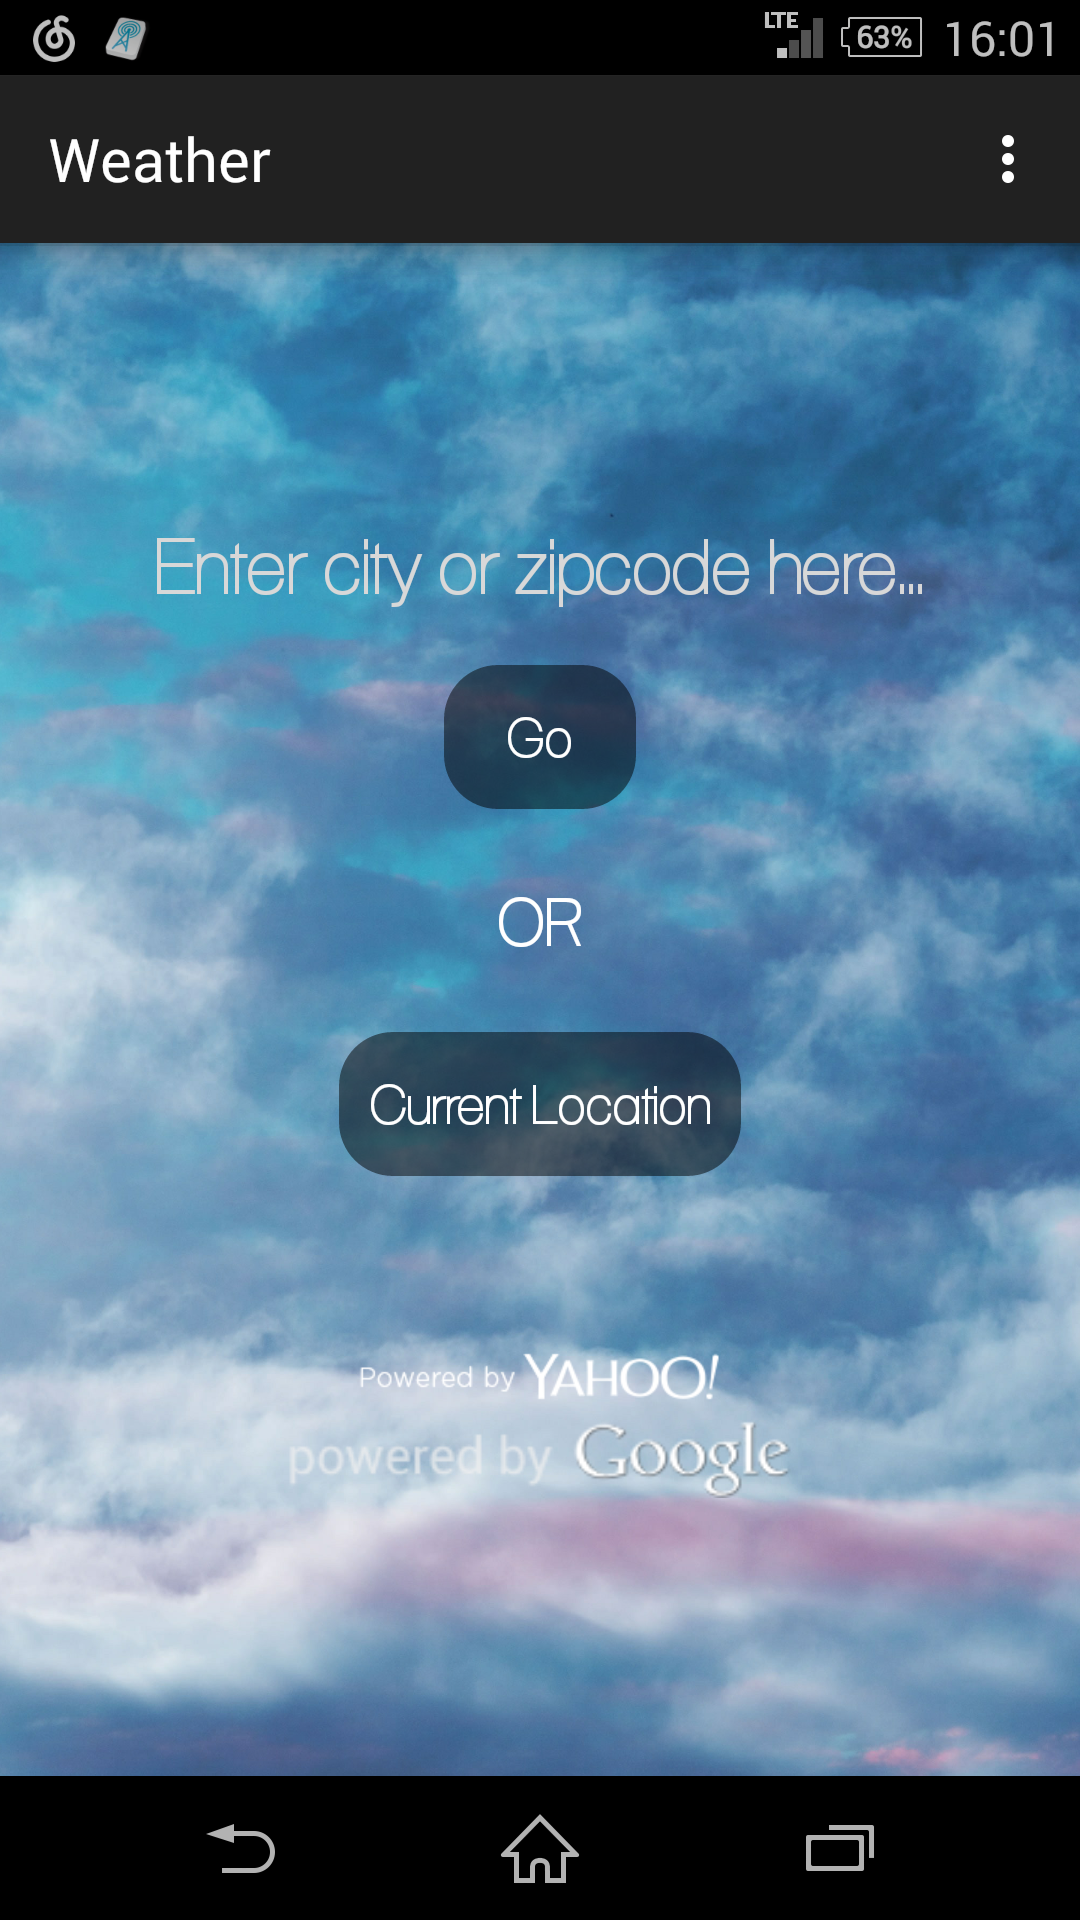 LTE 63% 16:01
Weather
Enter city or zipcode here...
Go
OR
Current Location
Powered by YAHOO!
powered by Google